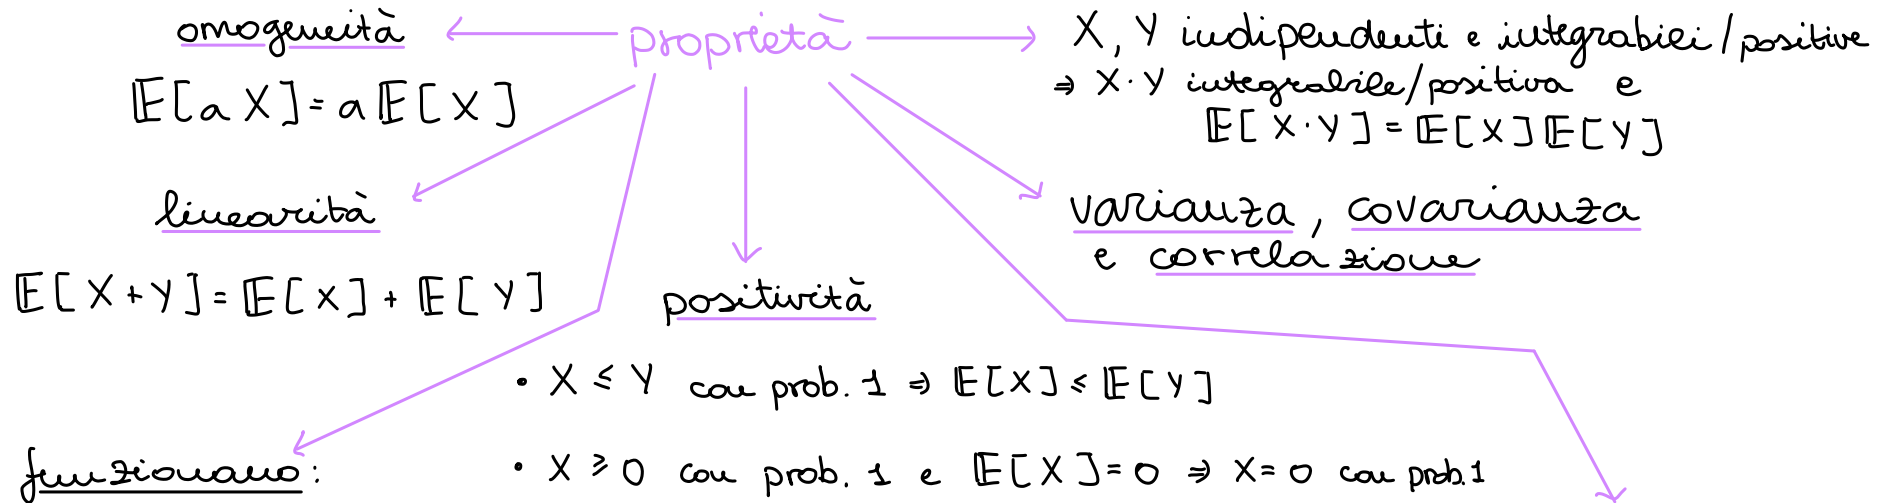 proprietà
omogeneità
𝔼[aX] = a𝔼[X]
linearità
𝔼[X+Y] = 𝔼[X] + 𝔼[Y]
X, Y indipendenti e integrabili/positive
⇒ X·Y integrabile/positiva e
𝔼[X·Y] = 𝔼[X]𝔼[Y]
varianza, covarianza
e correlazione
positività
• X ≤ Y con prob. 1 ⇒ 𝔼[X] ≤ 𝔼[Y]
• X ≥ 0 con prob. 1 e 𝔼[X] = 0 ⇒ X = 0 con prob. 1
funzionano: